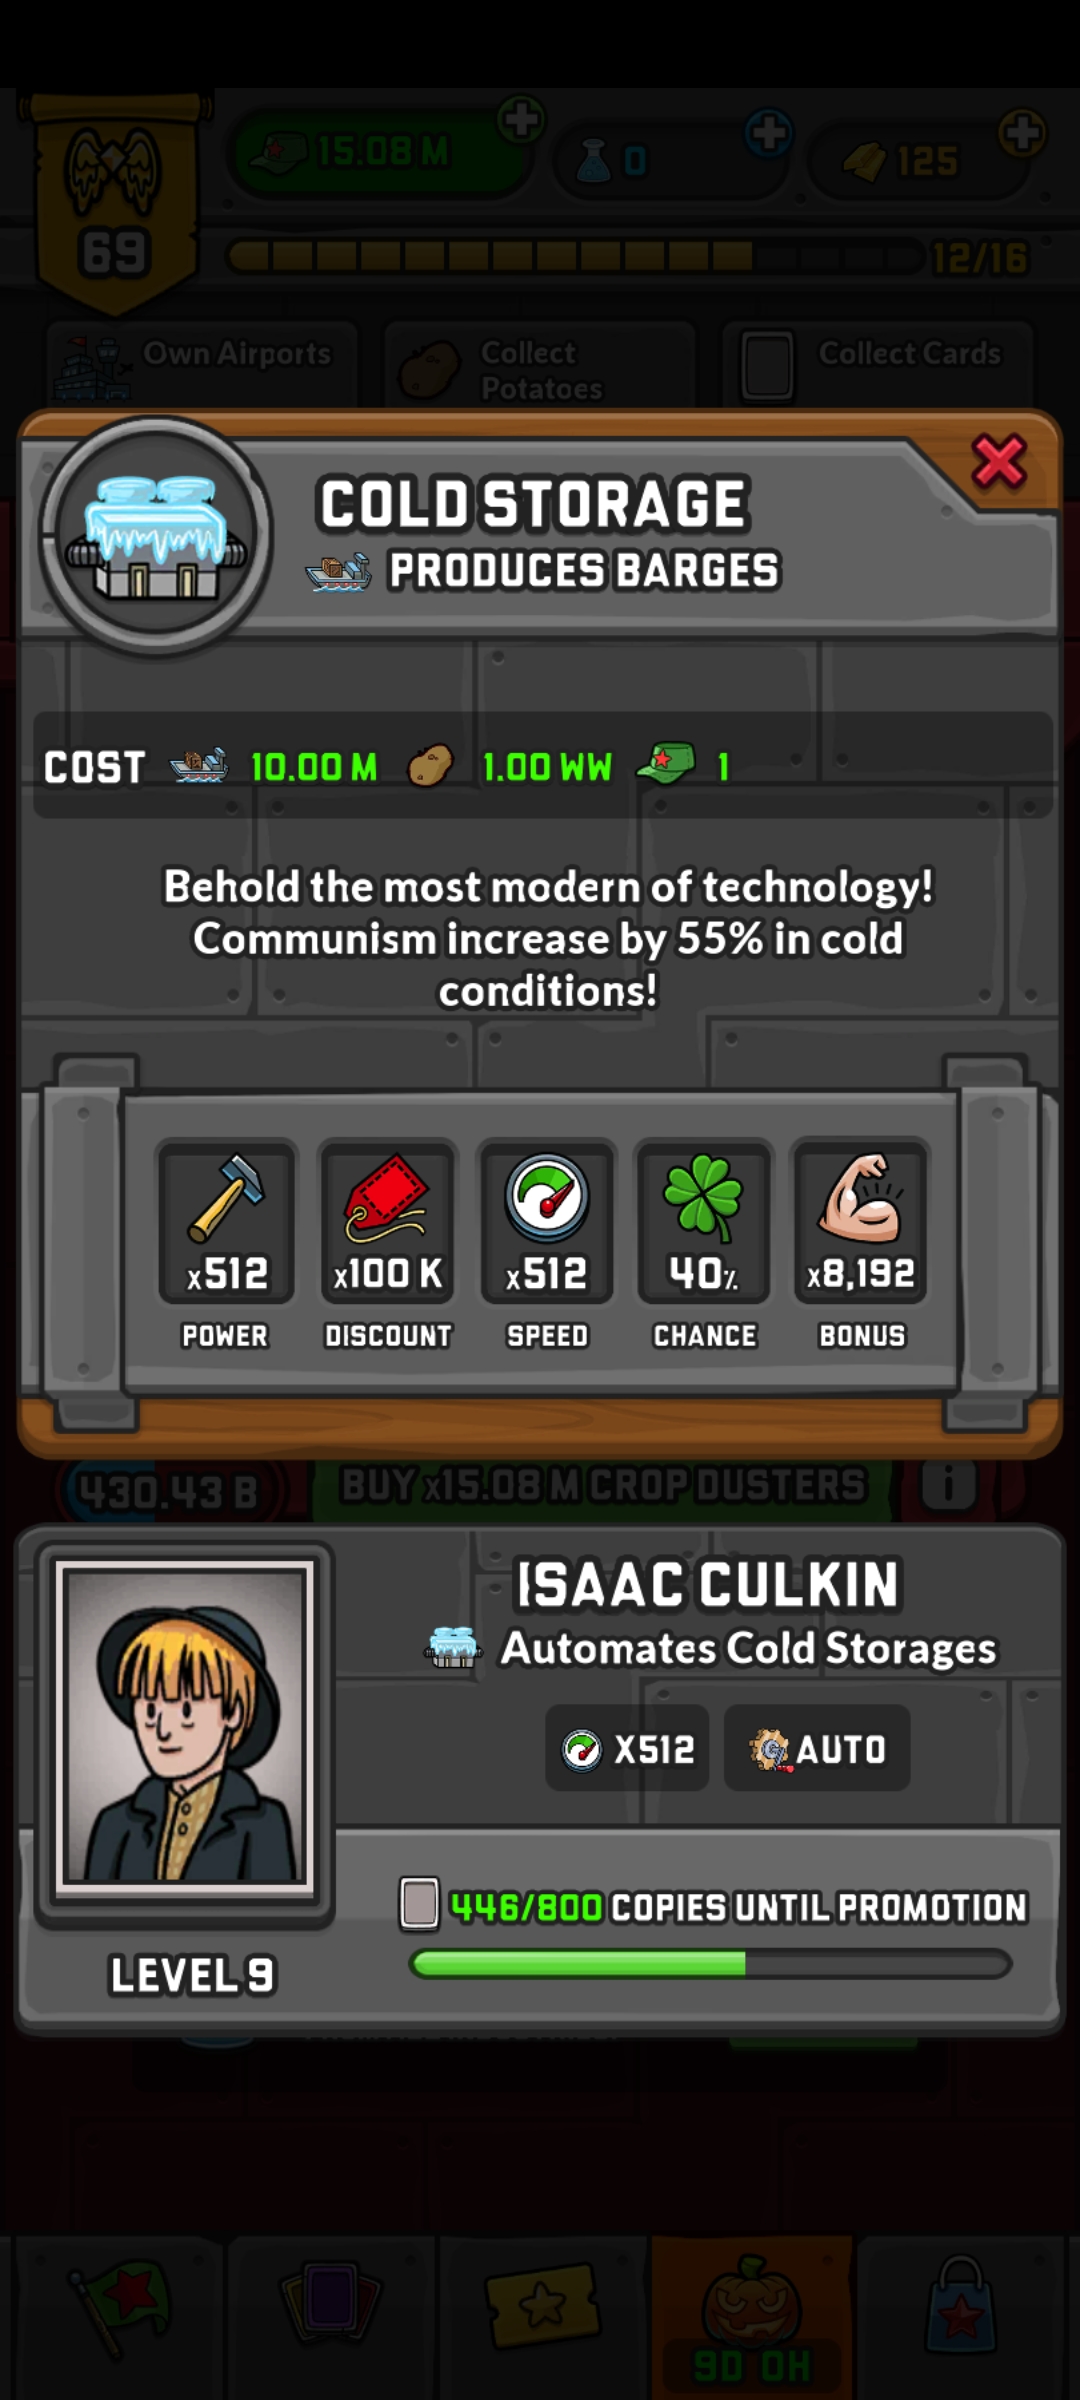 15.08 M
0
125
69
12/16
Own Airports
Collect
Potatoes
Collect Cards
COLD STORAGE
PRODUCES BARGES
COST 10.00 M 1.00 WW 1
Behold the most modern of technology!
Communism increase by 55% in cold
conditions!
x512
x100 K
x512
40%
x8,192
POWER
DISCOUNT
SPEED
CHANCE
BONUS
430.43 B
BUY x15.08 M CROP DUSTERS
i
ISAAC CULKIN
Automates Cold Storages
X512
AUTO
446/800 COPIES UNTIL PROMOTION
LEVEL 9
9D 0H